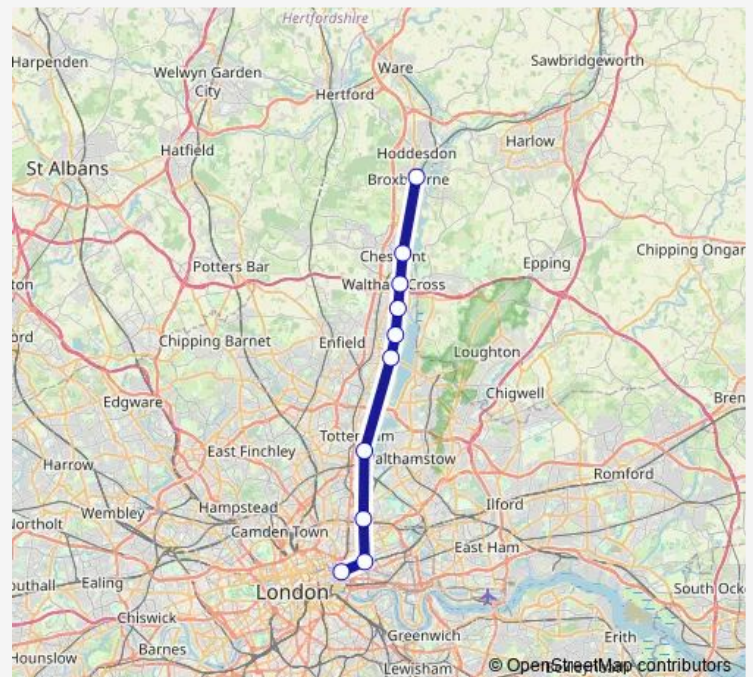 Hertfordshire
Harpenden
Sawbridgeworth
Ware
Welwyn Garden
City
Hertford
Harlow
Hatfield
Hoddesdon
St Albans
Chipping Ongar
Epping
Potters Bar
Chipping Barnet
Enfield
Loughton
Chigwell
Edgware
East Finchley
Harrow
Romford
Hampstead
Ilford
Wembley
Camden Town
East Ham
Ealing
London
Chiswick
Greenwich
Erith
Barnes
Lewisham
© OpenStreetMap contributors